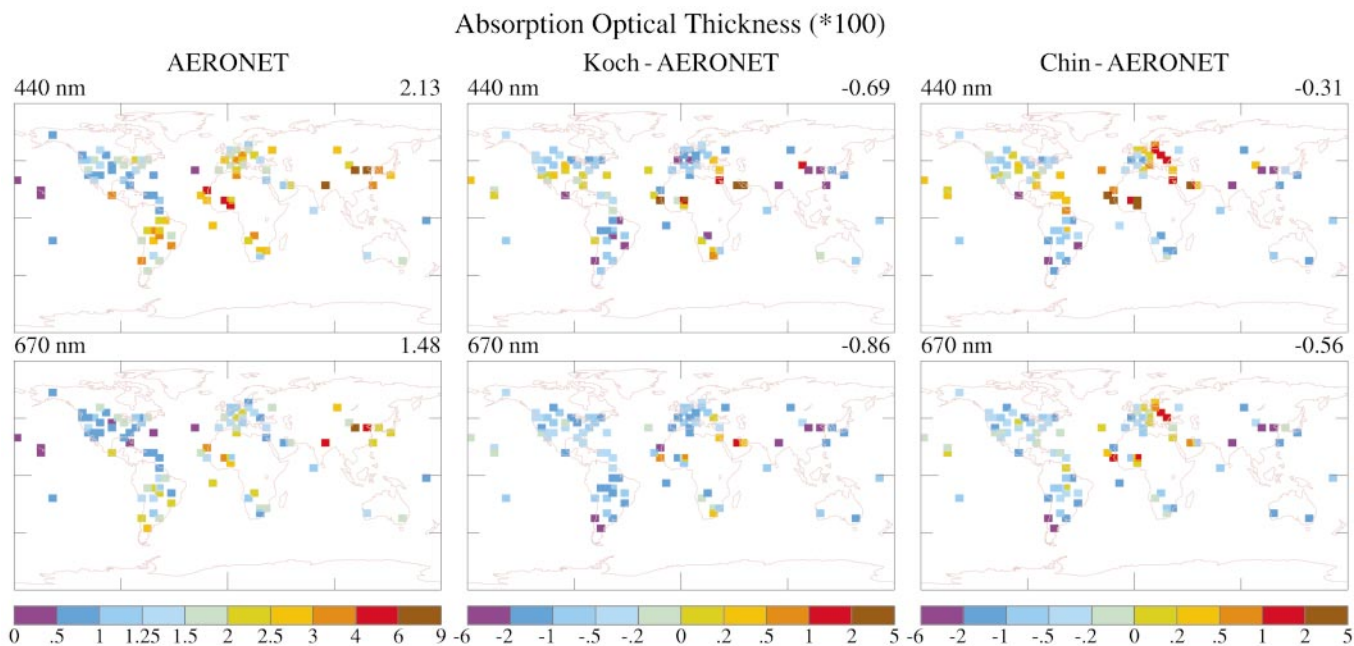 Absorption Optical Thickness (*100)
AERONET Koch - AERONET Chin - AERONET
440 nm 2.13 440 nm -0.69 440 nm -0.31
670 nm 1.48 670 nm -0.86 670 nm -0.56
0 .5 1 1.25 1.5 2 2.5 3 4 6 9 -6 -2 -1 -.5 -.2 0 .2 .5 1 2 5 -6 -2 -1 -.5 -.2 0 .2 .5 1 2 5